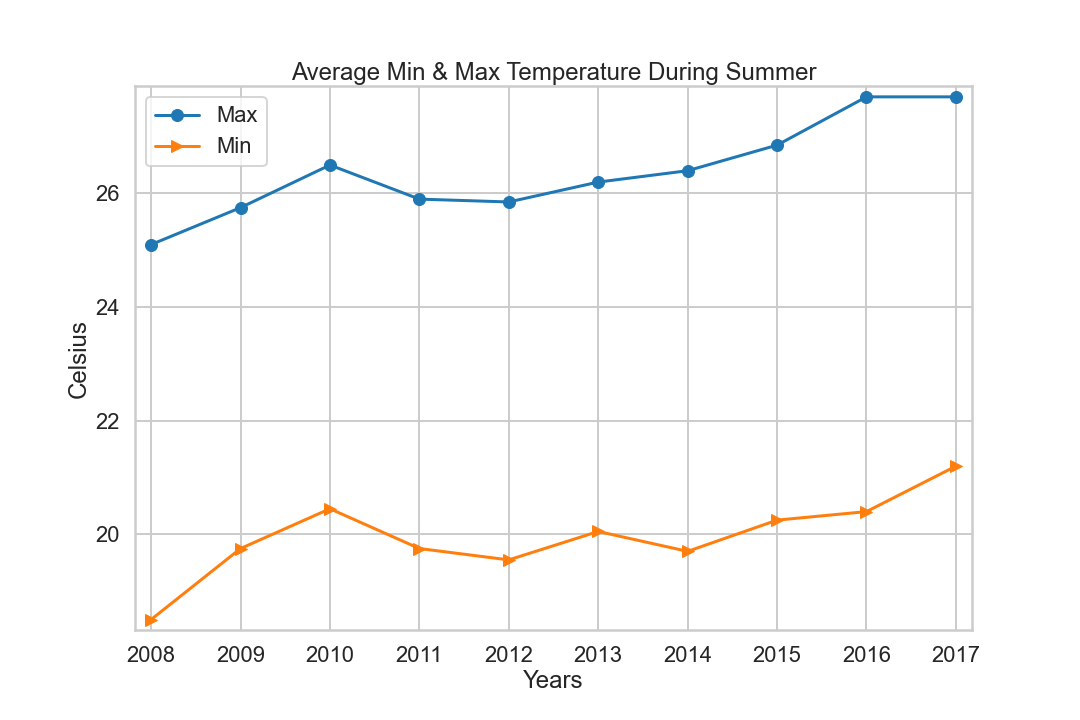 Average Min & Max Temperature During Summer
Max
Min
Celsius
26
24
22
20
2008 2009 2010 2011 2012 2013 2014 2015 2016 2017
Years